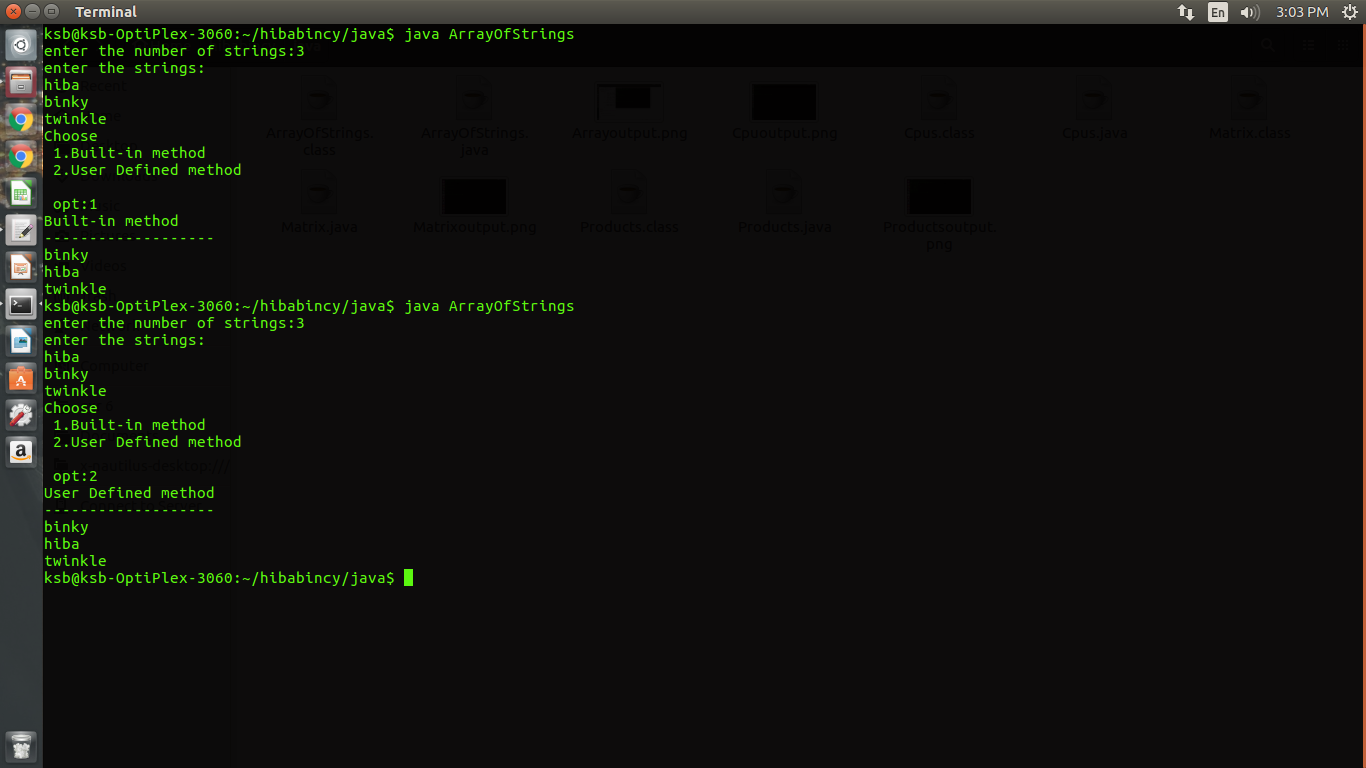 Terminal
En
3:03 PM
ksb@ksb-OptiPlex-3060:~/hibabincy/java$ java ArrayOfStrings
enter the number of strings:3
enter the strings:
hiba
binky
twinkle
Choose
 1.Built-in method
 2.User Defined method
 opt:1
Built-in method
-------------------
binky
hiba
twinkle
ksb@ksb-OptiPlex-3060:~/hibabincy/java$ java ArrayOfStrings
enter the number of strings:3
enter the strings:
hiba
binky
twinkle
Choose
 1.Built-in method
 2.User Defined method
 opt:2
User Defined method
-------------------
binky
hiba
twinkle
ksb@ksb-OptiPlex-3060:~/hibabincy/java$
Recent
ArrayOfStrings.
class
ArrayOfStrings.
java
Arrayoutput.png
Cpuoutput.png
Cpus.class
Cpus.java
Matrix.class
Matrix.java
Matrixoutput.png
Products.class
Products.java
Productsoutput.
png
Videos
Computer
nautilus-desktop:///